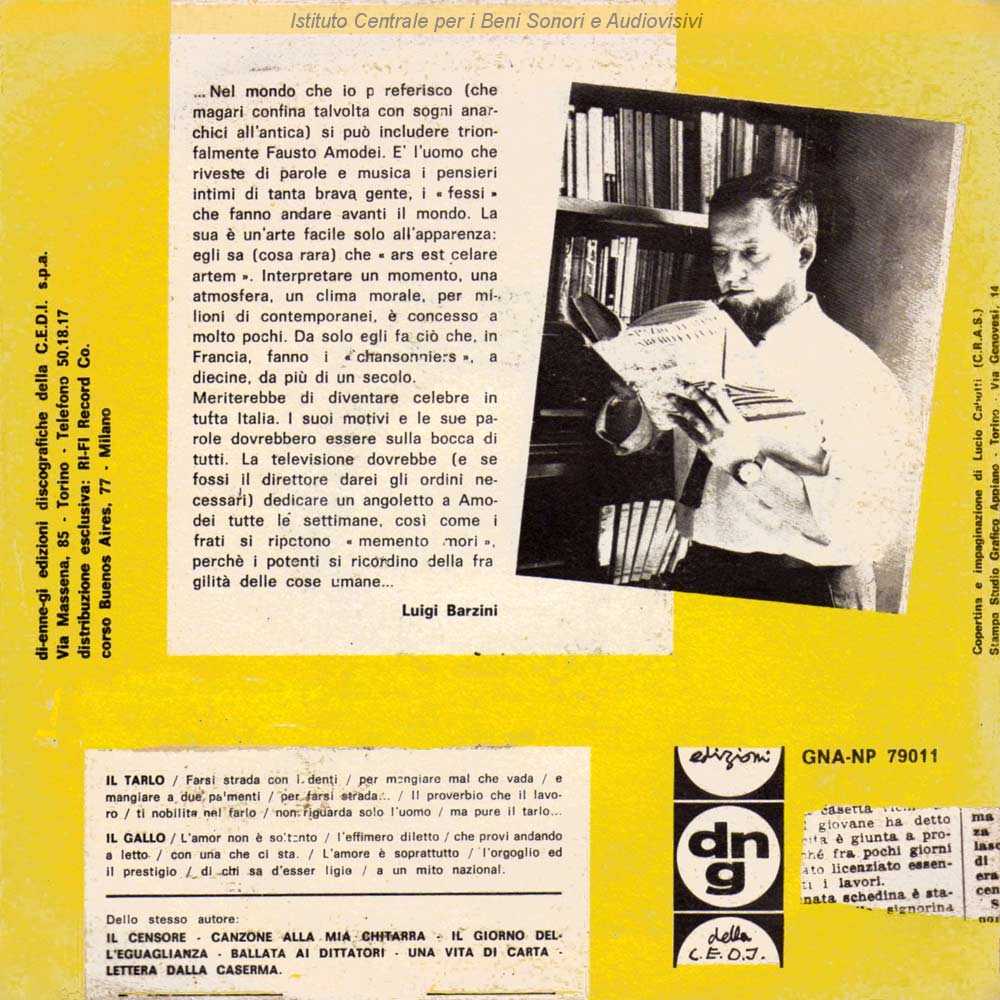 Istituto Centrale per i Beni Sonori e Audiovisivi
... Nel mondo che io preferisco (che
magari confina talvolta con sogni anar-
chici all'antica) si può includere trion-
falmente Fausto Amodei. E' l'uomo che
riveste di parole e musica i pensieri
intimi di tanta brava gente, i « fessi »
che fanno andare avanti il mondo. La
sua è un'arte facile solo all'apparenza:
egli sa (cosa rara) che « ars est celare
artem ». Interpretare un momento, una
atmosfera, un clima morale, per mi-
lioni di contemporanei, è concesso a
molto pochi. Da solo egli fa ciò che, in
Francia, fanno i « chansonniers », a
diecine, da più di un secolo.
Meriterebbe di diventare celebre in
tutta Italia. I suoi motivi e le sue pa-
role dovrebbero essere sulla bocca di
tutti. La televisione dovrebbe (e se
fossi il direttore darei gli ordini ne-
cessari) dedicare un angoletto a Amo-
dei tutte le settimane, così come i
frati si ripetono « memento mori »,
perchè i potenti si ricordino della fra
gilità delle cose umane...
Luigi Barzini
di-enne-gi edizioni discografiche della C.E.D.I. s.p.a.
Via Massena, 85 - Torino - Telefono 50.18.17
distribuzione esclusiva: RI-FI Record Co.
corso Buenos Aires, 77 - Milano
Copertina e impaginazione di Lucio (C.R.A.S.)
Stampa Studio Grafico Appiano - Torino - Via Genovesi, 14
IL TARLO / Farsi strada con i denti / per mangiare mal che vada / e
mangiare a due palmenti / per farsi strada... / Il proverbio che il lavo-
ro / ti nobilita nel farlo / non riguarda solo l'uomo / ma pure il tarlo...
IL GALLO / L'amor non è soltanto / l'effimero diletto / che provi andando
a letto / con una che ci sta. / L'amore è soprattutto / l'orgoglio ed
il prestigio / di chi sa d'esser ligio / a un mito nazional.
Dello stesso autore:
IL CENSORE - CANZONE ALLA MIA CHITARRA - IL GIORNO DEL-
L'EGUAGLIANZA - BALLATA AI DITTATORI - UNA VITA DI CARTA -
LETTERA DALLA CASERMA.
edizioni
dn
g
della
C.E.D.I.
GNA-NP 79011
casetta
giovane ha detto
è giunta a pro-
fra pochi giorni
licenziato essen-
i lavori.
schedina è sta-
signorina
ma
za
lasc
di
era
cen